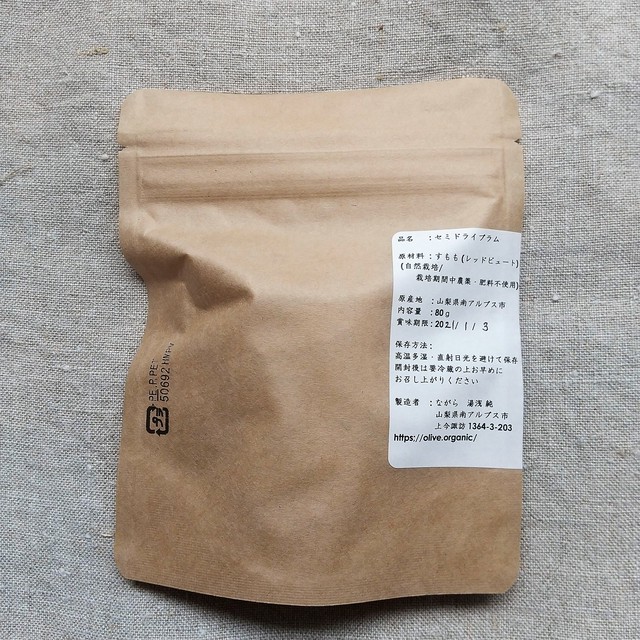 品名　：セミドライプラム
原材料：すもも(レッドビュート)
(自然栽培/
栽培期間中農薬・肥料不使用)
原産地　：山梨県南アルプス市
内容量　：80g
賞味期限：2021/1/3
保存方法：
高温多湿・直射日光を避けて保存
開封後は要冷蔵の上お早めに
お召し上がりください
製造者　：ながら　湯浅 純
山梨県南アルプス市
上今諏訪 1364-3-203
https://olive.organic/
プラ
PE,P,PET
50692